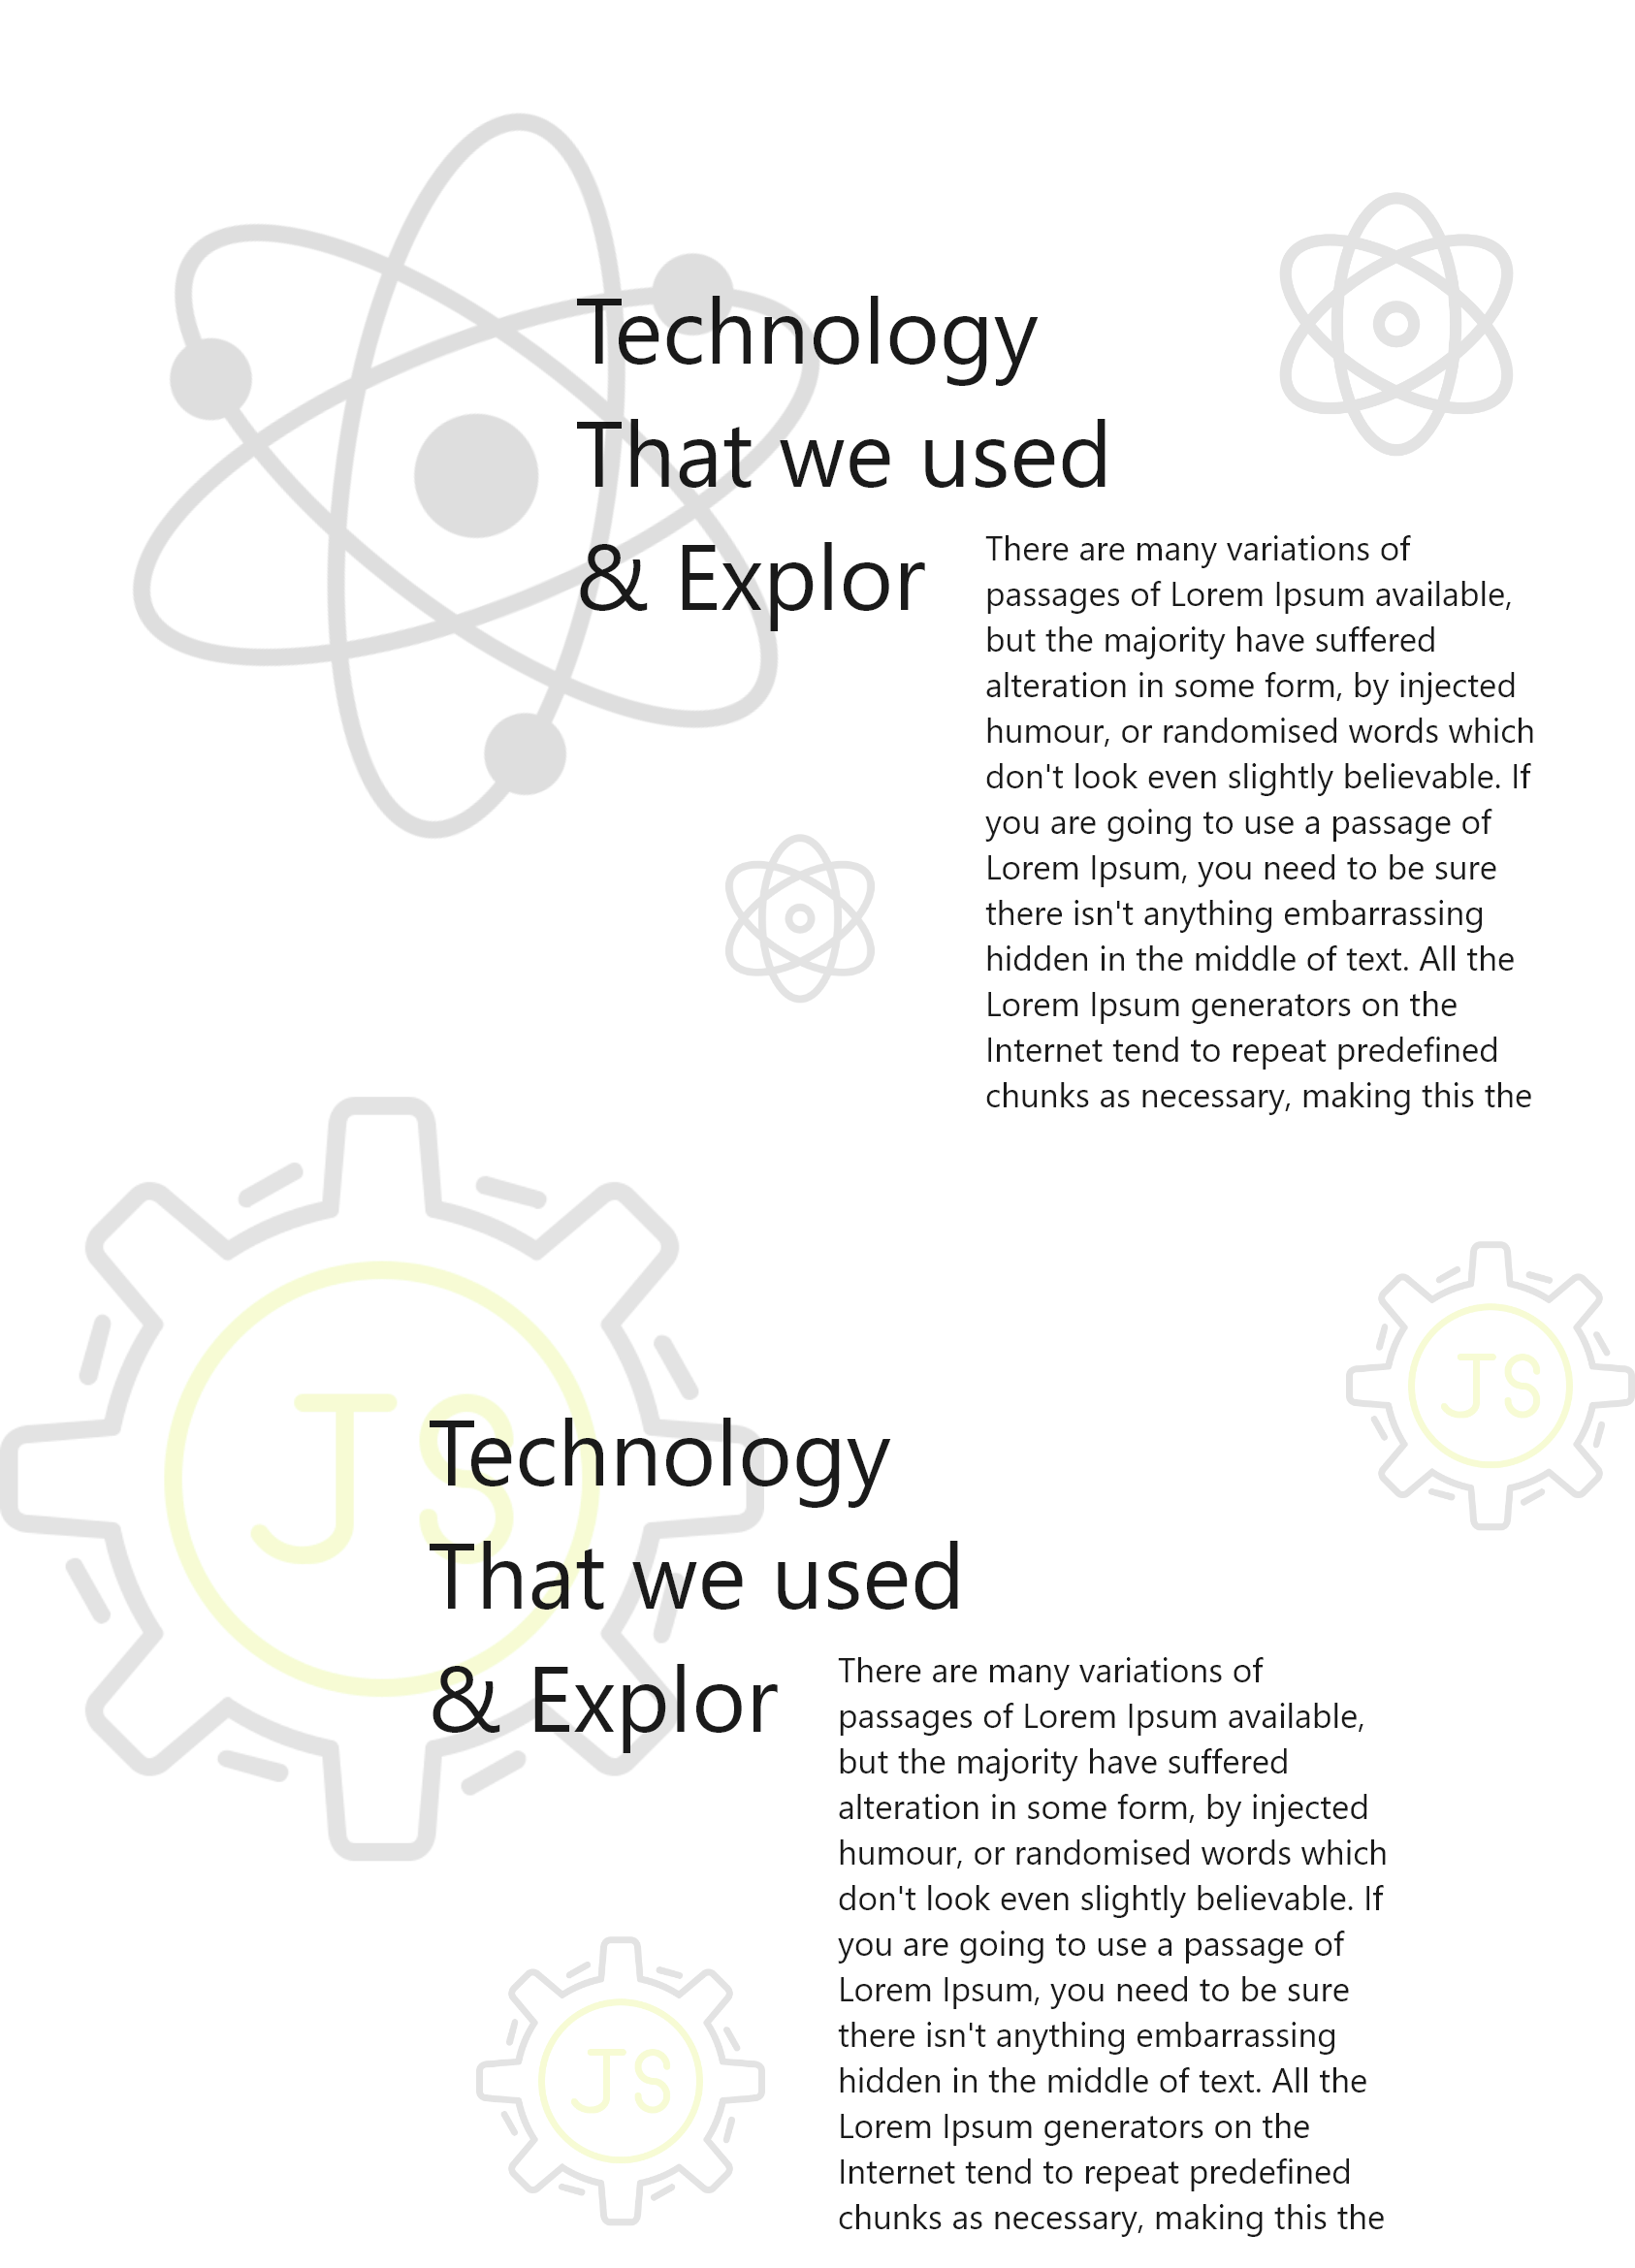 Technology
That we used
& Explor
There are many variations of
passages of Lorem Ipsum available,
but the majority have suffered
alteration in some form, by injected
humour, or randomised words which
don't look even slightly believable. If
you are going to use a passage of
Lorem Ipsum, you need to be sure
there isn't anything embarrassing
hidden in the middle of text. All the
Lorem Ipsum generators on the
Internet tend to repeat predefined
chunks as necessary, making this the
JS
JS
Technology
That we used
& Explor
There are many variations of
passages of Lorem Ipsum available,
but the majority have suffered
alteration in some form, by injected
humour, or randomised words which
don't look even slightly believable. If
you are going to use a passage of
Lorem Ipsum, you need to be sure
there isn't anything embarrassing
hidden in the middle of text. All the
Lorem Ipsum generators on the
Internet tend to repeat predefined
chunks as necessary, making this the
JS